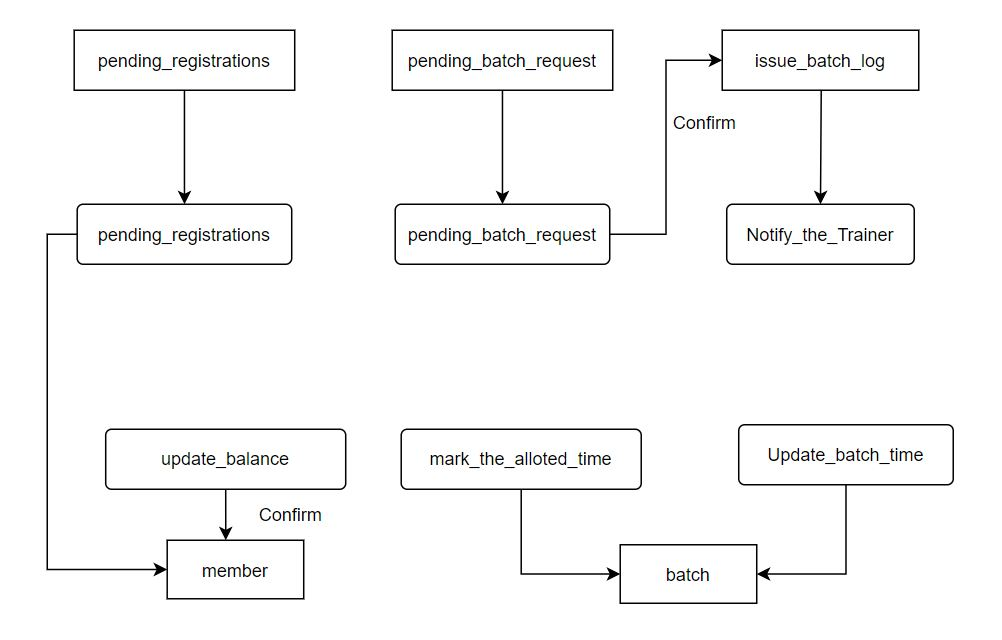 pending_registrations
pending_batch_request
issue_batch_log
Confirm
pending_registrations
pending_batch_request
Notify_the_Trainer
update_balance
mark_the_alloted_time
Update_batch_time
Confirm
member
batch